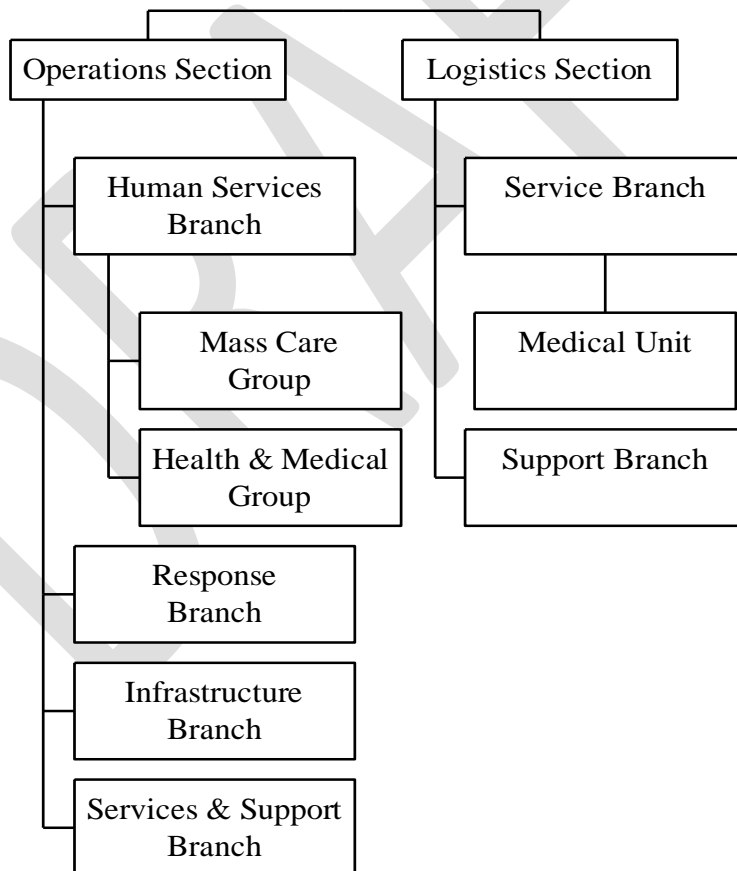 Operations Section
Logistics Section
Human Services
Branch
Service Branch
Mass Care
Group
Medical Unit
Health & Medical
Group
Support Branch
Response
Branch
Infrastructure
Branch
Services & Support
Branch